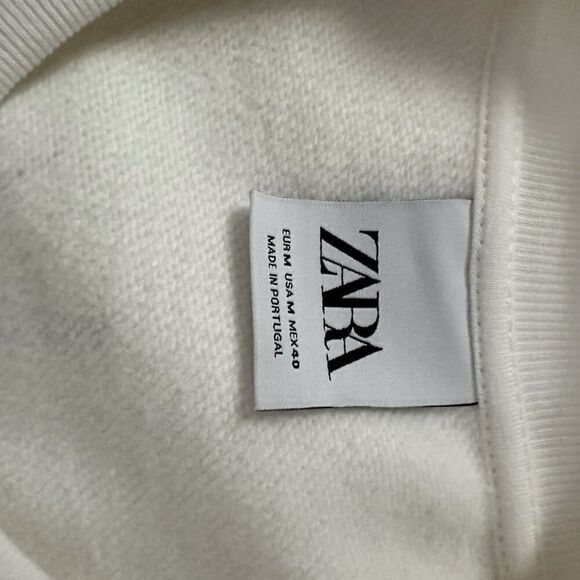 ZARA
EUR M USA M MEX 40
MADE IN PORTUGAL